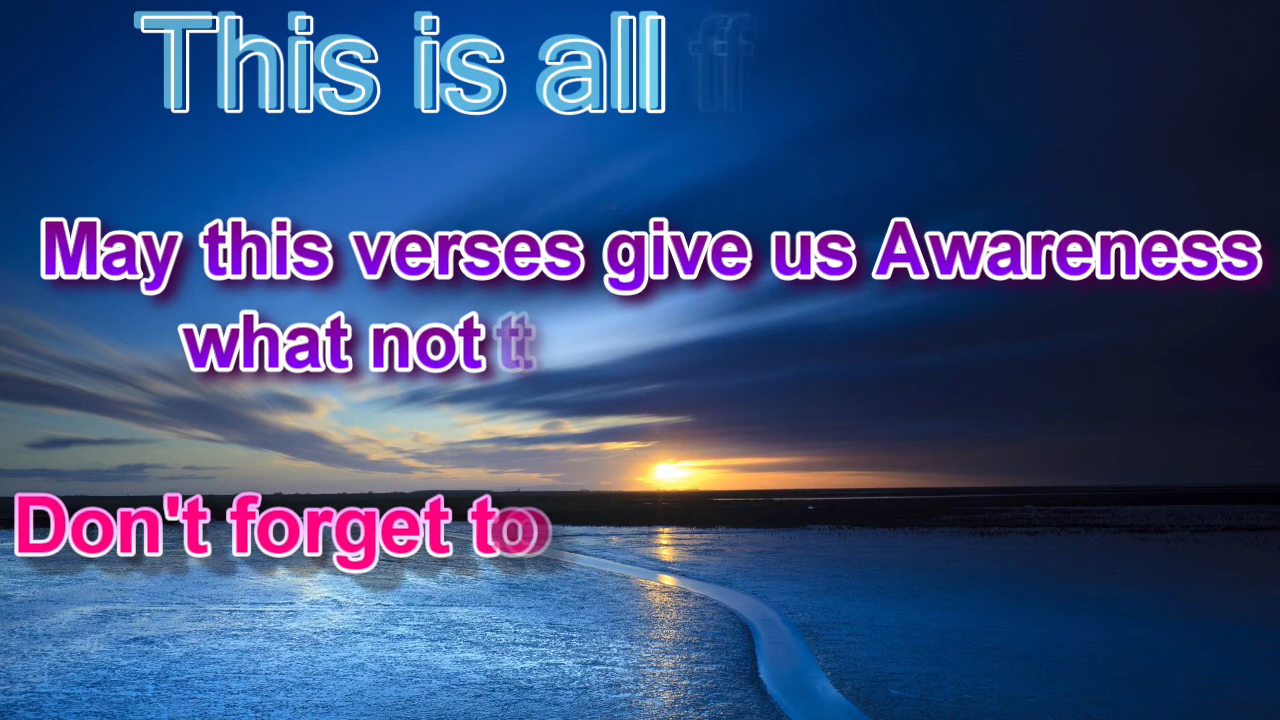 This is all
May this verses give us Awareness
what not
Don't forget to